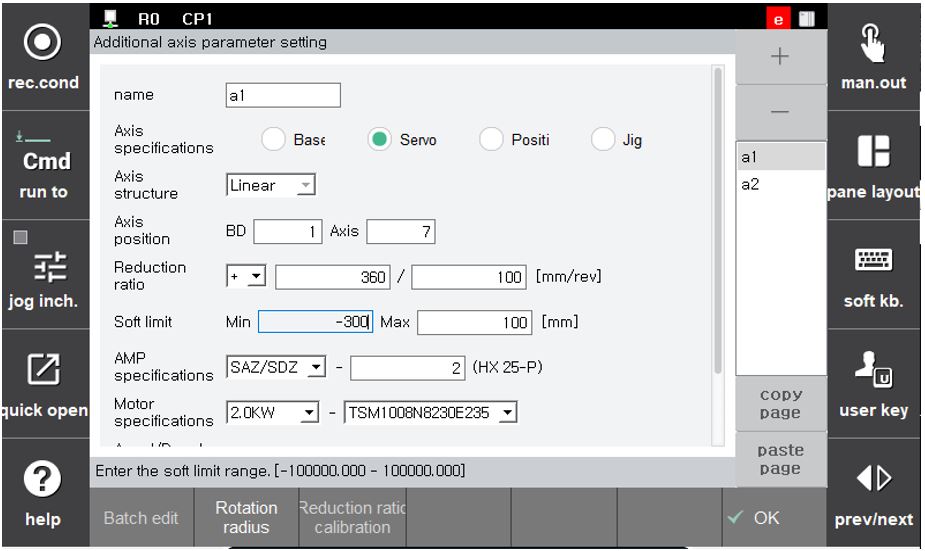 R0 CP1
e
Additional axis parameter setting
rec.cond
Cmd
run to
jog inch.
quick open
?
help
name
a1
Axis
specifications
Base
Servo
Positi
Jig
Axis
structure
Linear
Axis
position
BD 1 Axis 7
Reduction
ratio
+ 360 / 100 [mm/rev]
Soft limit Min -300 Max 100 [mm]
AMP
specifications
SAZ/SDZ - 2 (HX 25-P)
Motor
specifications
2.0KW - TSM1008N8230E235
Enter the soft limit range. [-100000.000 - 100000.000]
+
-
a1
a2
copy
page
paste
page
Batch edit
Rotation
radius
Reduction ratio
calibration
OK
man.out
pane layout
soft kb.
U
user key
prev/next